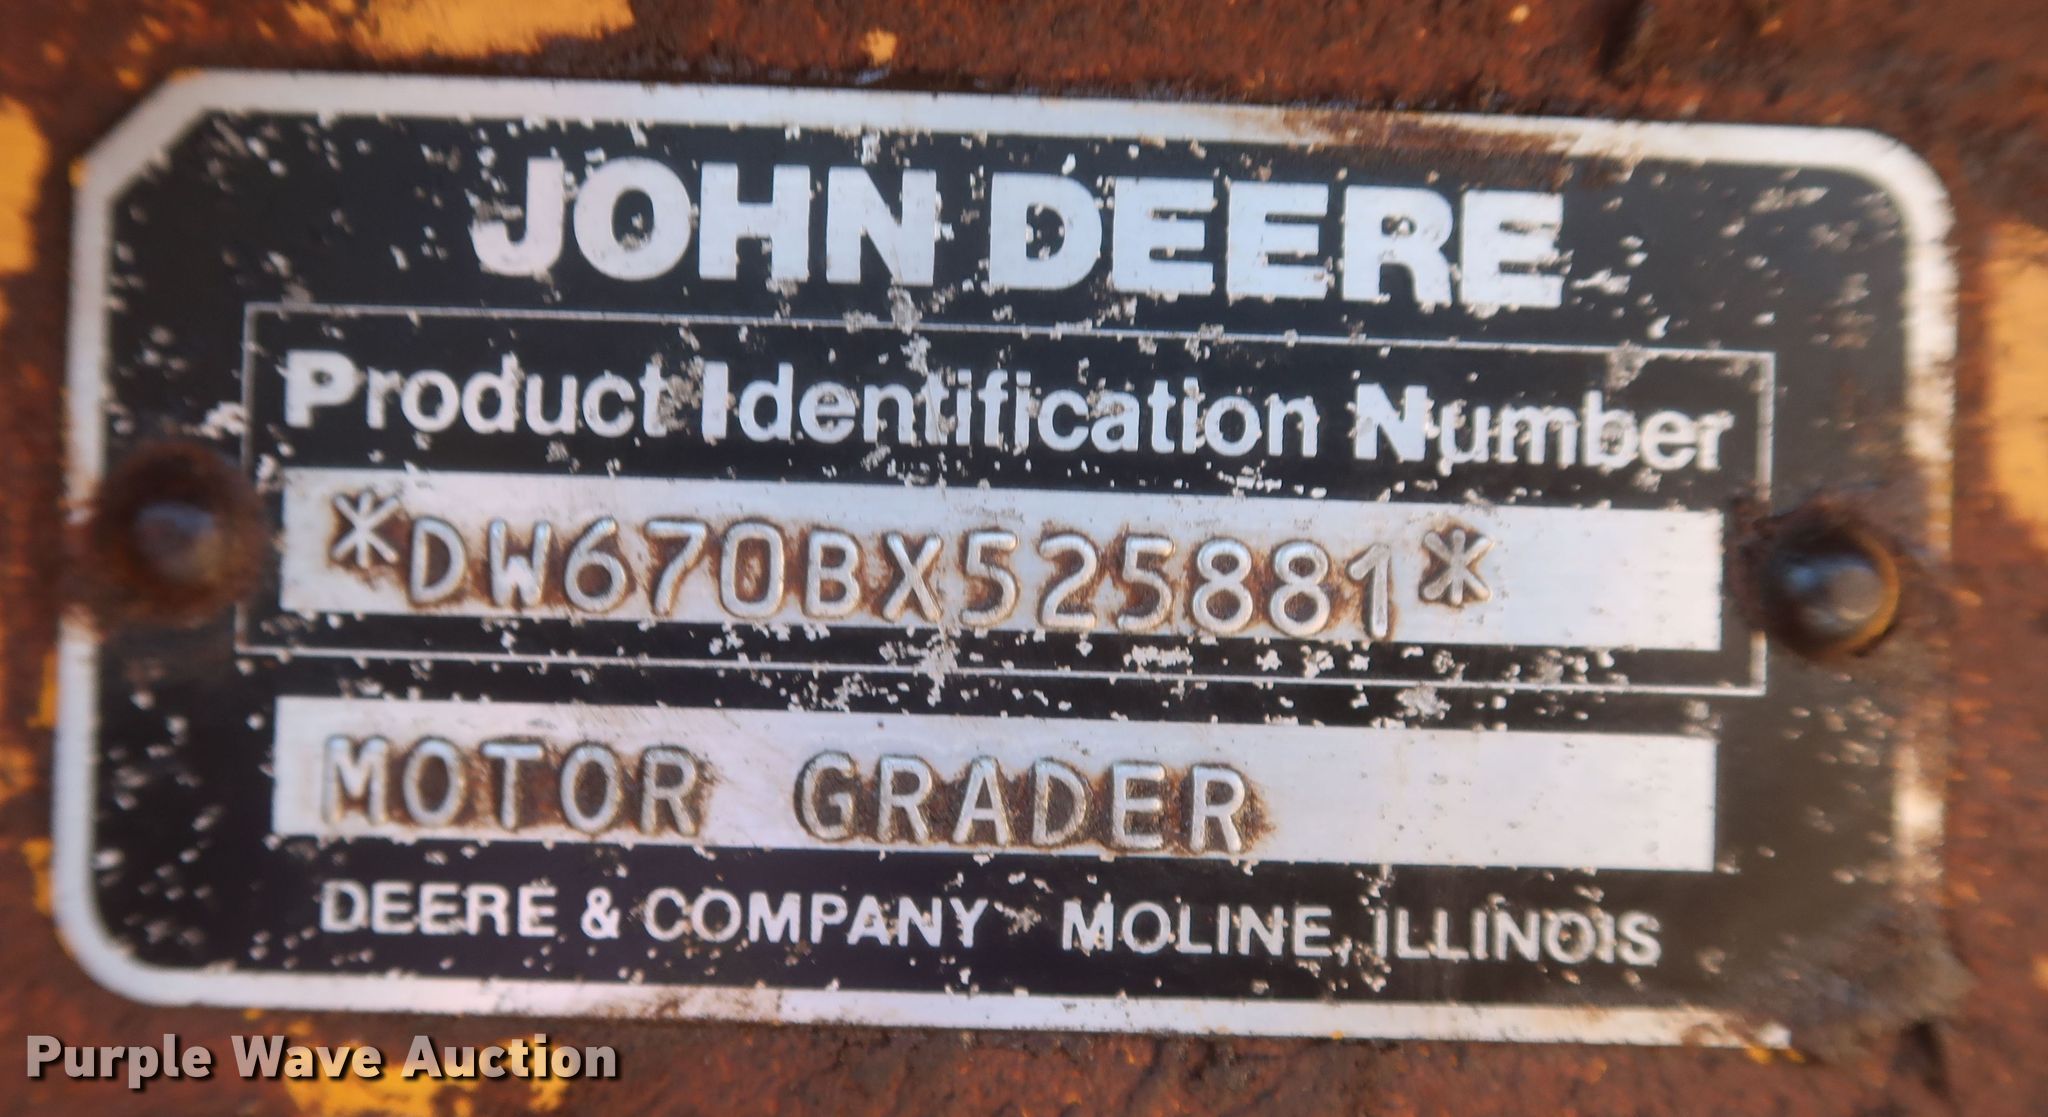 JOHN DEERE
Product Identification Number
*DW670BX525881*
MOTOR GRADER
DEERE & COMPANY MOLINE, ILLINOIS
Purple Wave Auction